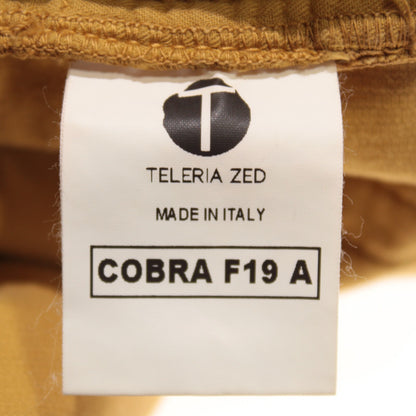 T
TELERIA ZED
MADE IN ITALY
COBRA F19 A